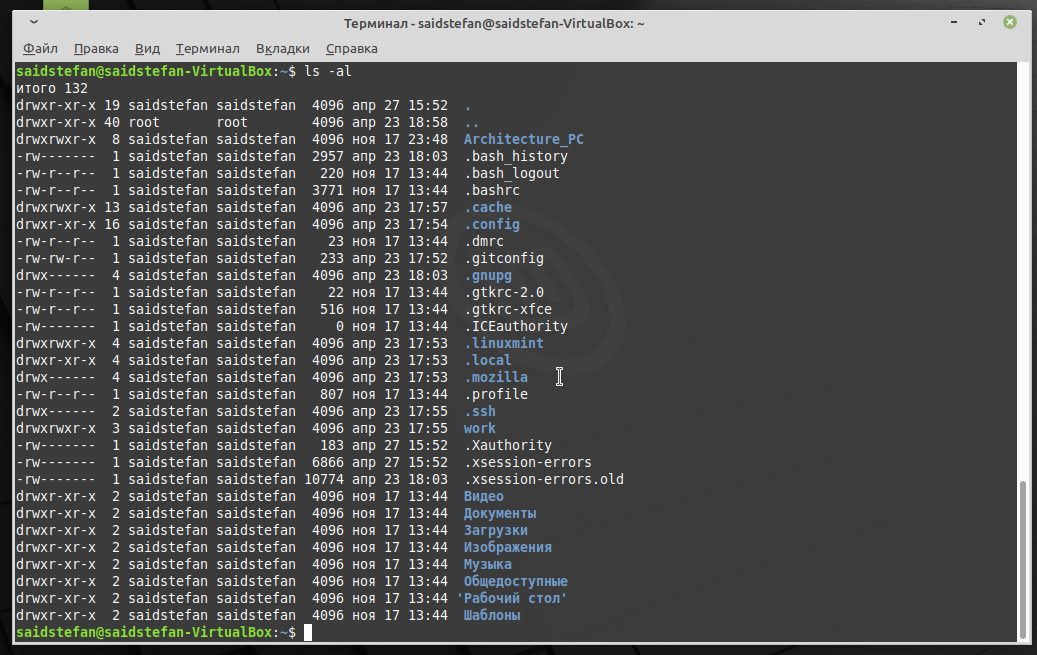 Терминал - saidstefan@saidstefan-VirtualBox: ~
Файл Правка Вид Терминал Вкладки Справка
saidstefan@saidstefan-VirtualBox:~$ ls -al
итого 132
drwxr-xr-x 19 saidstefan saidstefan  4096 апр 27 15:52  .
drwxr-xr-x 40 root       root        4096 апр 23 18:58  ..
drwxrwxr-x  8 saidstefan saidstefan  4096 ноя 17 23:48  Architecture_PC
-rw-------  1 saidstefan saidstefan  2957 апр 23 18:03  .bash_history
-rw-r--r--  1 saidstefan saidstefan   220 ноя 17 13:44  .bash_logout
-rw-r--r--  1 saidstefan saidstefan  3771 ноя 17 13:44  .bashrc
drwxrwxr-x 13 saidstefan saidstefan  4096 апр 23 17:57  .cache
drwxr-xr-x 16 saidstefan saidstefan  4096 апр 23 17:54  .config
-rw-r--r--  1 saidstefan saidstefan    23 ноя 17 13:44  .dmrc
-rw-rw-r--  1 saidstefan saidstefan   233 апр 23 17:52  .gitconfig
drwx------  4 saidstefan saidstefan  4096 апр 23 18:03  .gnupg
-rw-r--r--  1 saidstefan saidstefan    22 ноя 17 13:44  .gtkrc-2.0
-rw-r--r--  1 saidstefan saidstefan   516 ноя 17 13:44  .gtkrc-xfce
-rw-------  1 saidstefan saidstefan     0 ноя 17 13:44  .ICEauthority
drwxrwxr-x  4 saidstefan saidstefan  4096 апр 23 17:53  .linuxmint
drwxr-xr-x  4 saidstefan saidstefan  4096 апр 23 17:53  .local
drwx------  4 saidstefan saidstefan  4096 апр 23 17:53  .mozilla
-rw-r--r--  1 saidstefan saidstefan   807 ноя 17 13:44  .profile
drwx------  2 saidstefan saidstefan  4096 апр 23 17:55  .ssh
drwxrwxr-x  3 saidstefan saidstefan  4096 апр 23 17:55  work
-rw-------  1 saidstefan saidstefan   183 апр 27 15:52  .Xauthority
-rw-------  1 saidstefan saidstefan  6866 апр 27 15:52  .xsession-errors
-rw-------  1 saidstefan saidstefan 10774 апр 23 18:03  .xsession-errors.old
drwxr-xr-x  2 saidstefan saidstefan  4096 ноя 17 13:44  Видео
drwxr-xr-x  2 saidstefan saidstefan  4096 ноя 17 13:44  Документы
drwxr-xr-x  2 saidstefan saidstefan  4096 ноя 17 13:44  Загрузки
drwxr-xr-x  2 saidstefan saidstefan  4096 ноя 17 13:44  Изображения
drwxr-xr-x  2 saidstefan saidstefan  4096 ноя 17 13:44  Музыка
drwxr-xr-x  2 saidstefan saidstefan  4096 ноя 17 13:44  Общедоступные
drwxr-xr-x  2 saidstefan saidstefan  4096 ноя 17 13:44 'Рабочий стол'
drwxr-xr-x  2 saidstefan saidstefan  4096 ноя 17 13:44  Шаблоны
saidstefan@saidstefan-VirtualBox:~$